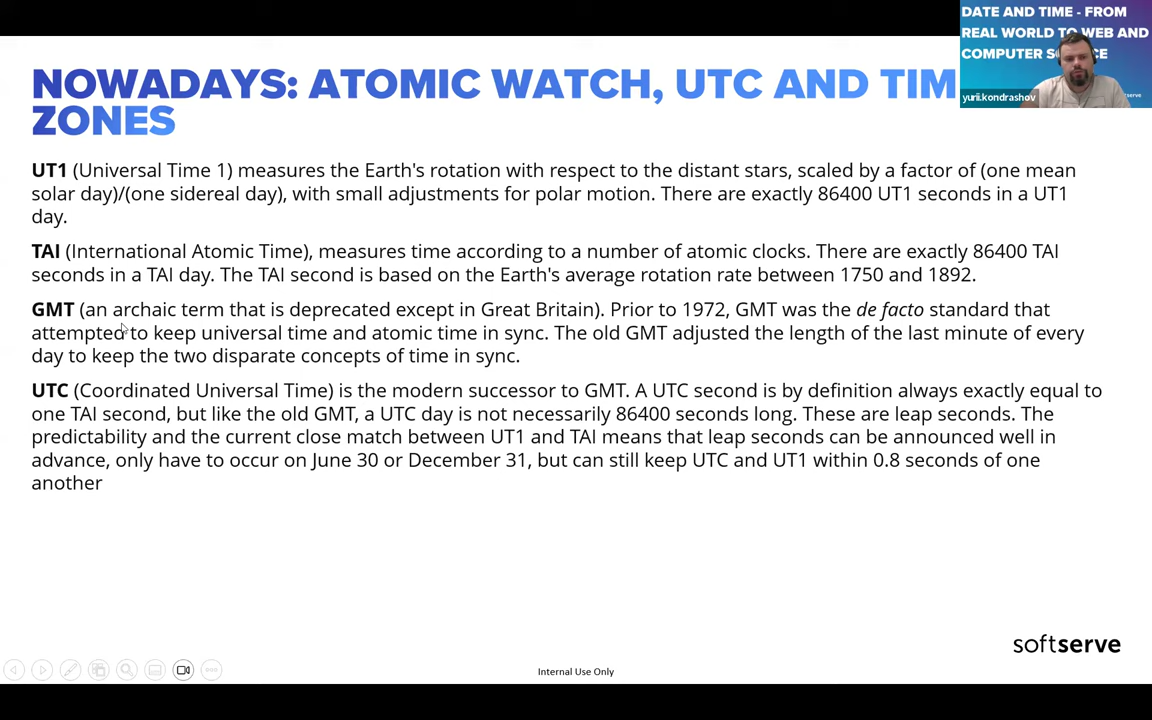 DATE AND TIME - FROM
REAL WORLD TO WEB AND
COMPUTER
yurii.kondrashov
NOWADAYS: ATOMIC WATCH, UTC AND
ZONES
UT1 (Universal Time 1) measures the Earth's rotation with respect to the distant stars, scaled by a factor of (one mean
solar day)/(one sidereal day), with small adjustments for polar motion. There are exactly 86400 UT1 seconds in a UT1
day.
TAI (International Atomic Time), measures time according to a number of atomic clocks. There are exactly 86400 TAI
seconds in a TAI day. The TAI second is based on the Earth's average rotation rate between 1750 and 1892.
GMT (an archaic term that is deprecated except in Great Britain). Prior to 1972, GMT was the de facto standard that
attempted to keep universal time and atomic time in sync. The old GMT adjusted the length of the last minute of every
day to keep the two disparate concepts of time in sync.
UTC (Coordinated Universal Time) is the modern successor to GMT. A UTC second is by definition always exactly equal to
one TAI second, but like the old GMT, a UTC day is not necessarily 86400 seconds long. These are leap seconds. The
predictability and the current close match between UT1 and TAI means that leap seconds can be announced well in
advance, only have to occur on June 30 or December 31, but can still keep UTC and UT1 within 0.8 seconds of one
another
softserve
Internal Use Only